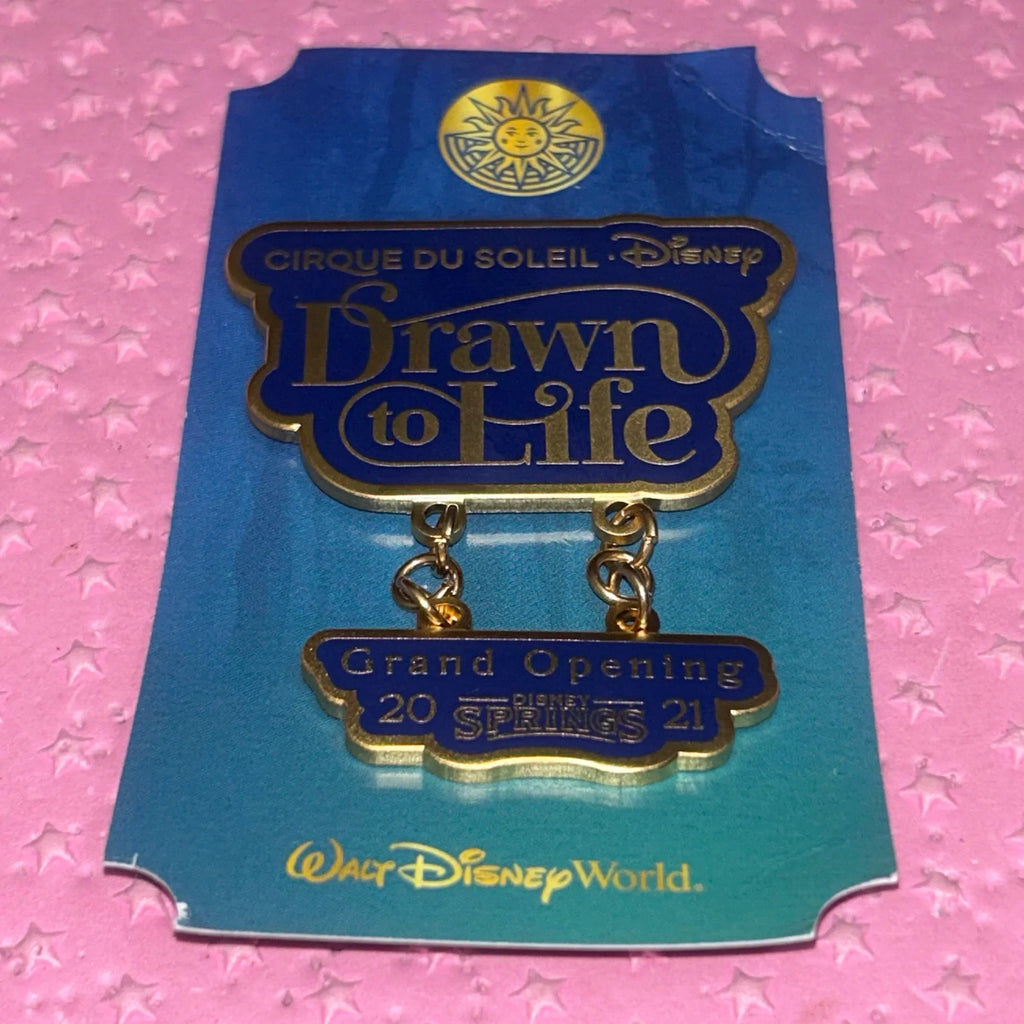 CIRQUE DU SOLEIL · Disney
Drawn
to Life
Grand Opening
20 DISNEY SPRINGS 21
Walt Disney World.